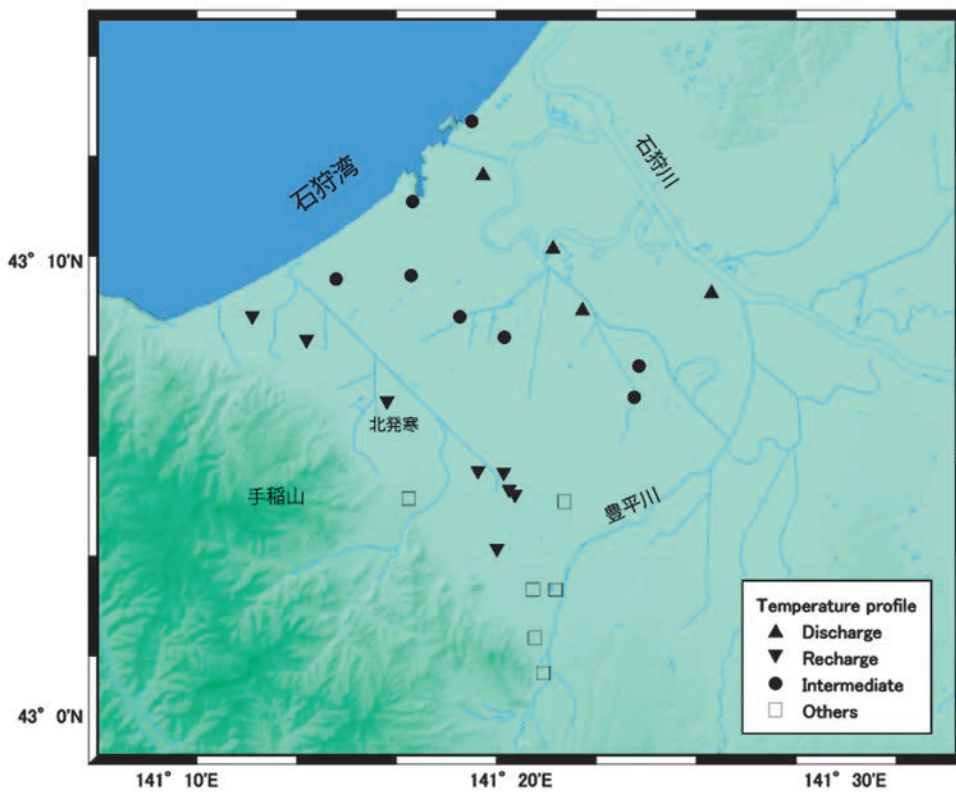 石狩湾
石狩川
43° 10′N
北発寒
手稲山
豊平川
Temperature profile
Discharge
Recharge
Intermediate
Others
43° 0′N
141° 10′E
141° 20′E
141° 30′E